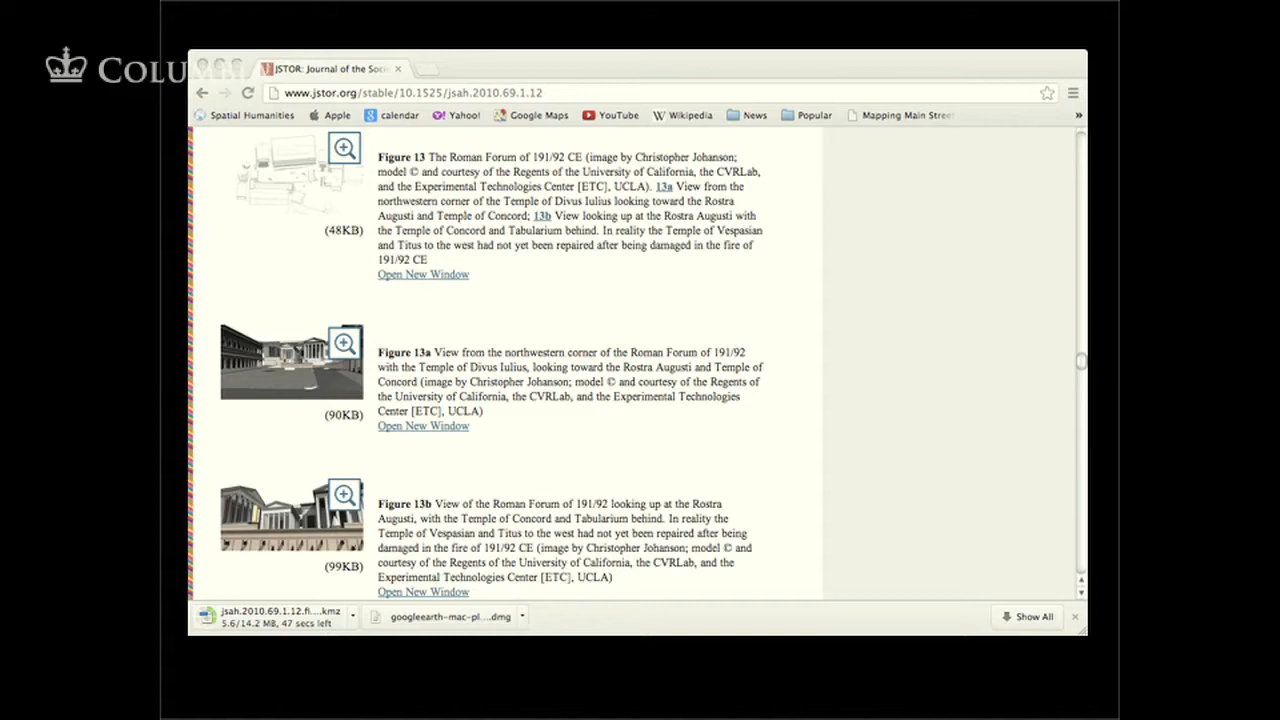 COLUM
JSTOR: Journal of the Soci
www.jstor.org/stable/10.1525/jsah.2010.69.1.12
Spatial Humanities Apple calendar Yahoo! Google Maps YouTube Wikipedia News Popular Mapping Main Stree »
Figure 13 The Roman Forum of 191/92 CE (image by Christopher Johanson;
model © and courtesy of the Regents of the University of California, the CVRLab,
and the Experimental Technologies Center [ETC], UCLA). 13a View from the
northwestern corner of the Temple of Divus Iulius looking toward the Rostra
Augusti and Temple of Concord; 13b View looking up at the Rostra Augusti with
the Temple of Concord and Tabularium behind. In reality the Temple of Vespasian
and Titus to the west had not yet been repaired after being damaged in the fire of
191/92 CE
Open New Window
(48KB)
Figure 13a View from the northwestern corner of the Roman Forum of 191/92
with the Temple of Divus Iulius, looking toward the Rostra Augusti and Temple of
Concord (image by Christopher Johanson; model © and courtesy of the Regents of
the University of California, the CVRLab, and the Experimental Technologies
Center [ETC], UCLA)
Open New Window
(90KB)
Figure 13b View of the Roman Forum of 191/92 looking up at the Rostra
Augusti, with the Temple of Concord and Tabularium behind. In reality the
Temple of Vespasian and Titus to the west had not yet been repaired after being
damaged in the fire of 191/92 CE (image by Christopher Johanson; model © and
courtesy of the Regents of the University of California, the CVRLab, and the
Experimental Technologies Center [ETC], UCLA)
Open New Window
(99KB)
jsah.2010.69.1.12.fi....kmz
5.6/14.2 MB, 47 secs left
googleearth-mac-pl....dmg
Show All